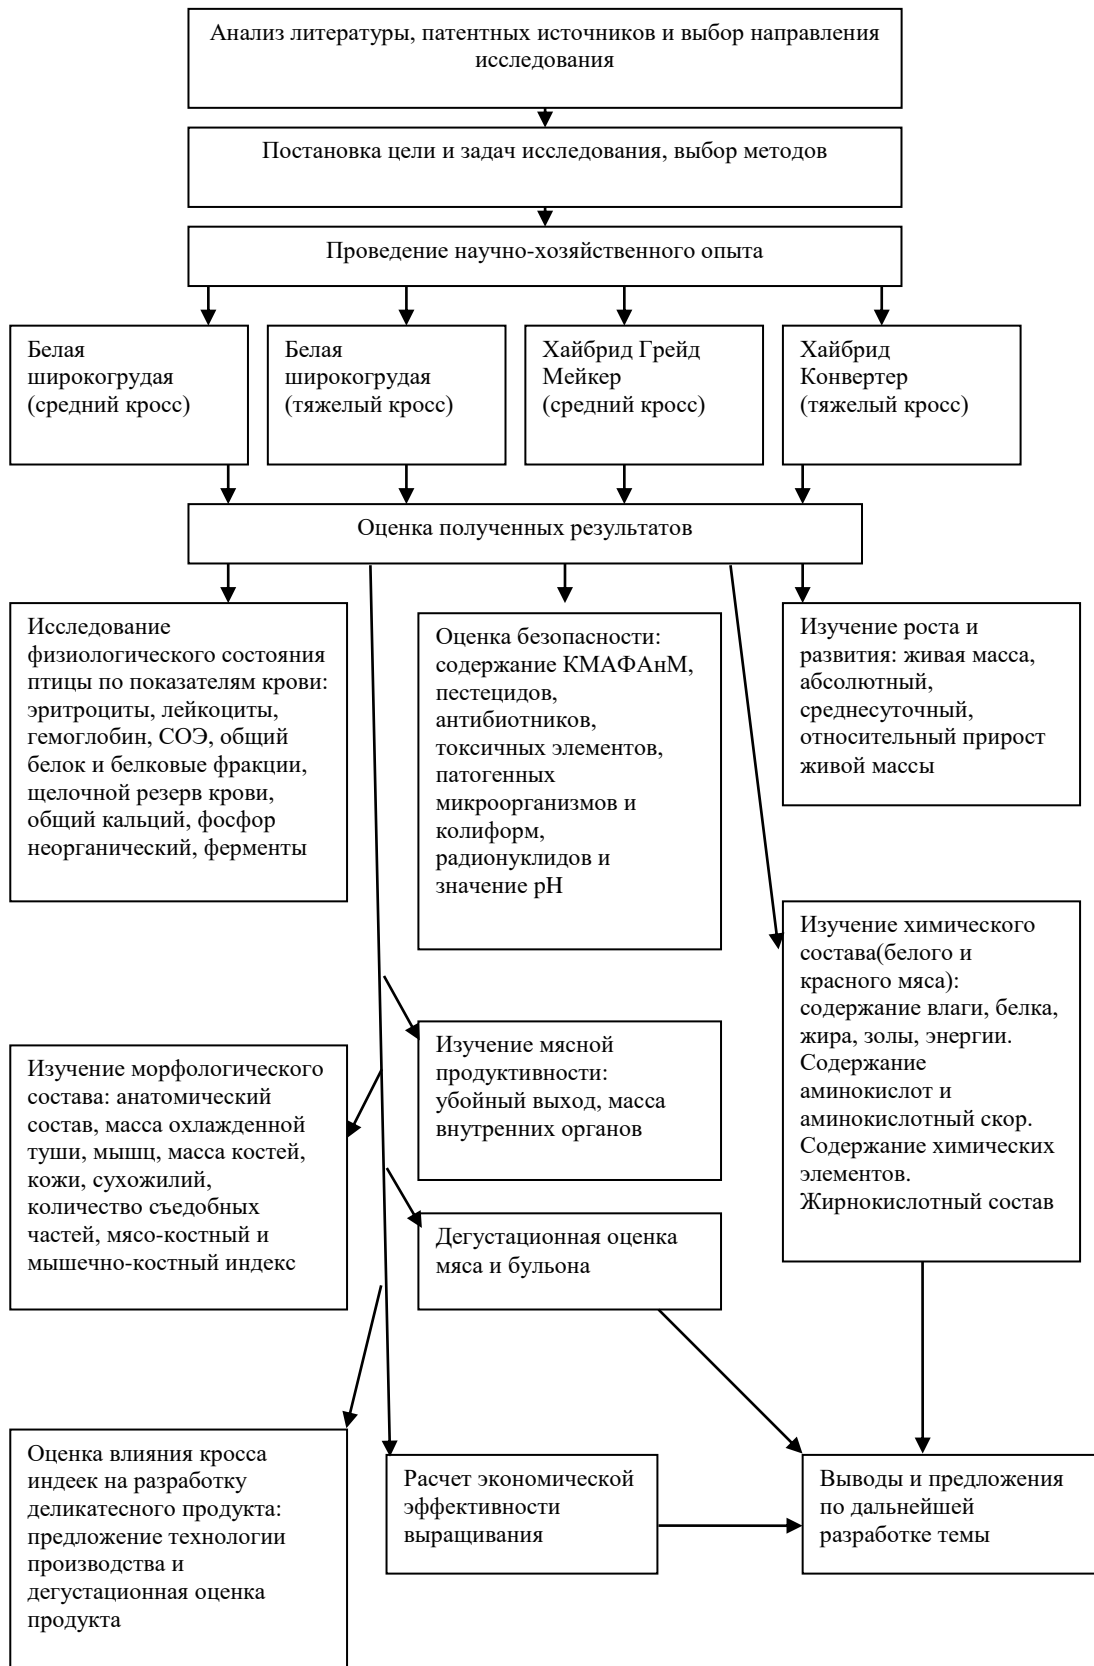 Анализ литературы, патентных источников и выбор направления
исследования
Постановка цели и задач исследования, выбор методов
Проведение научно-хозяйственного опыта
Белая
широкогрудая
(средний кросс)
Белая
широкогрудая
(тяжелый кросс)
Хайбрид Грейд
Мейкер
(средний кросс)
Хайбрид
Конвертер
(тяжелый кросс)
Оценка полученных результатов
Исследование
физиологического состояния
птицы по показателям крови:
эритроциты, лейкоциты,
гемоглобин, СОЭ, общий
белок и белковые фракции,
щелочной резерв крови,
общий кальций, фосфор
неорганический, ферменты
Оценка безопасности:
содержание КМАФАнМ,
пестецидов,
антибиотников,
токсичных элементов,
патогенных
микроорганизмов и
колиформ,
радионуклидов и
значение рН
Изучение роста и
развития: живая масса,
абсолютный,
среднесуточный,
относительный прирост
живой массы
Изучение химического
состава(белого и
красного мяса):
содержание влаги, белка,
жира, золы, энергии.
Содержание
аминокислот и
аминокислотный скор.
Содержание химических
элементов.
Жирнокислотный состав
Изучение мясной
продуктивности:
убойный выход, масса
внутренних органов
Изучение морфологического
состава: анатомический
состав, масса охлажденной
туши, мышц, масса костей,
кожи, сухожилий,
количество съедобных
частей, мясо-костный и
мышечно-костный индекс
Дегустационная оценка
мяса и бульона
Оценка влияния кросса
индеек на разработку
деликатесного продукта:
предложение технологии
производства и
дегустационная оценка
продукта
Расчет экономической
эффективности
выращивания
Выводы и предложения
по дальнейшей
разработке темы